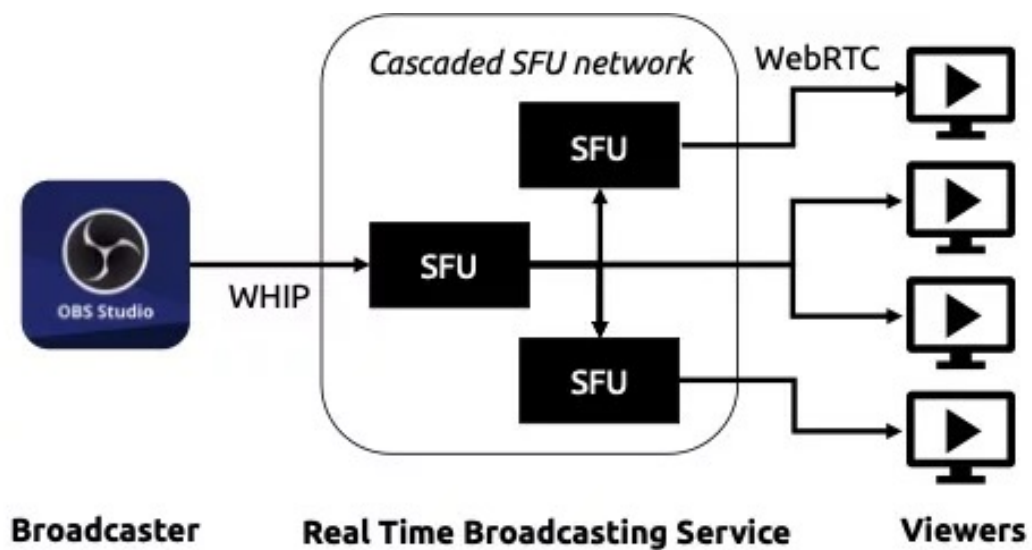 Cascaded SFU network
WebRTC
SFU
SFU
OBS Studio
WHIP
SFU
Broadcaster
Real Time Broadcasting Service
Viewers